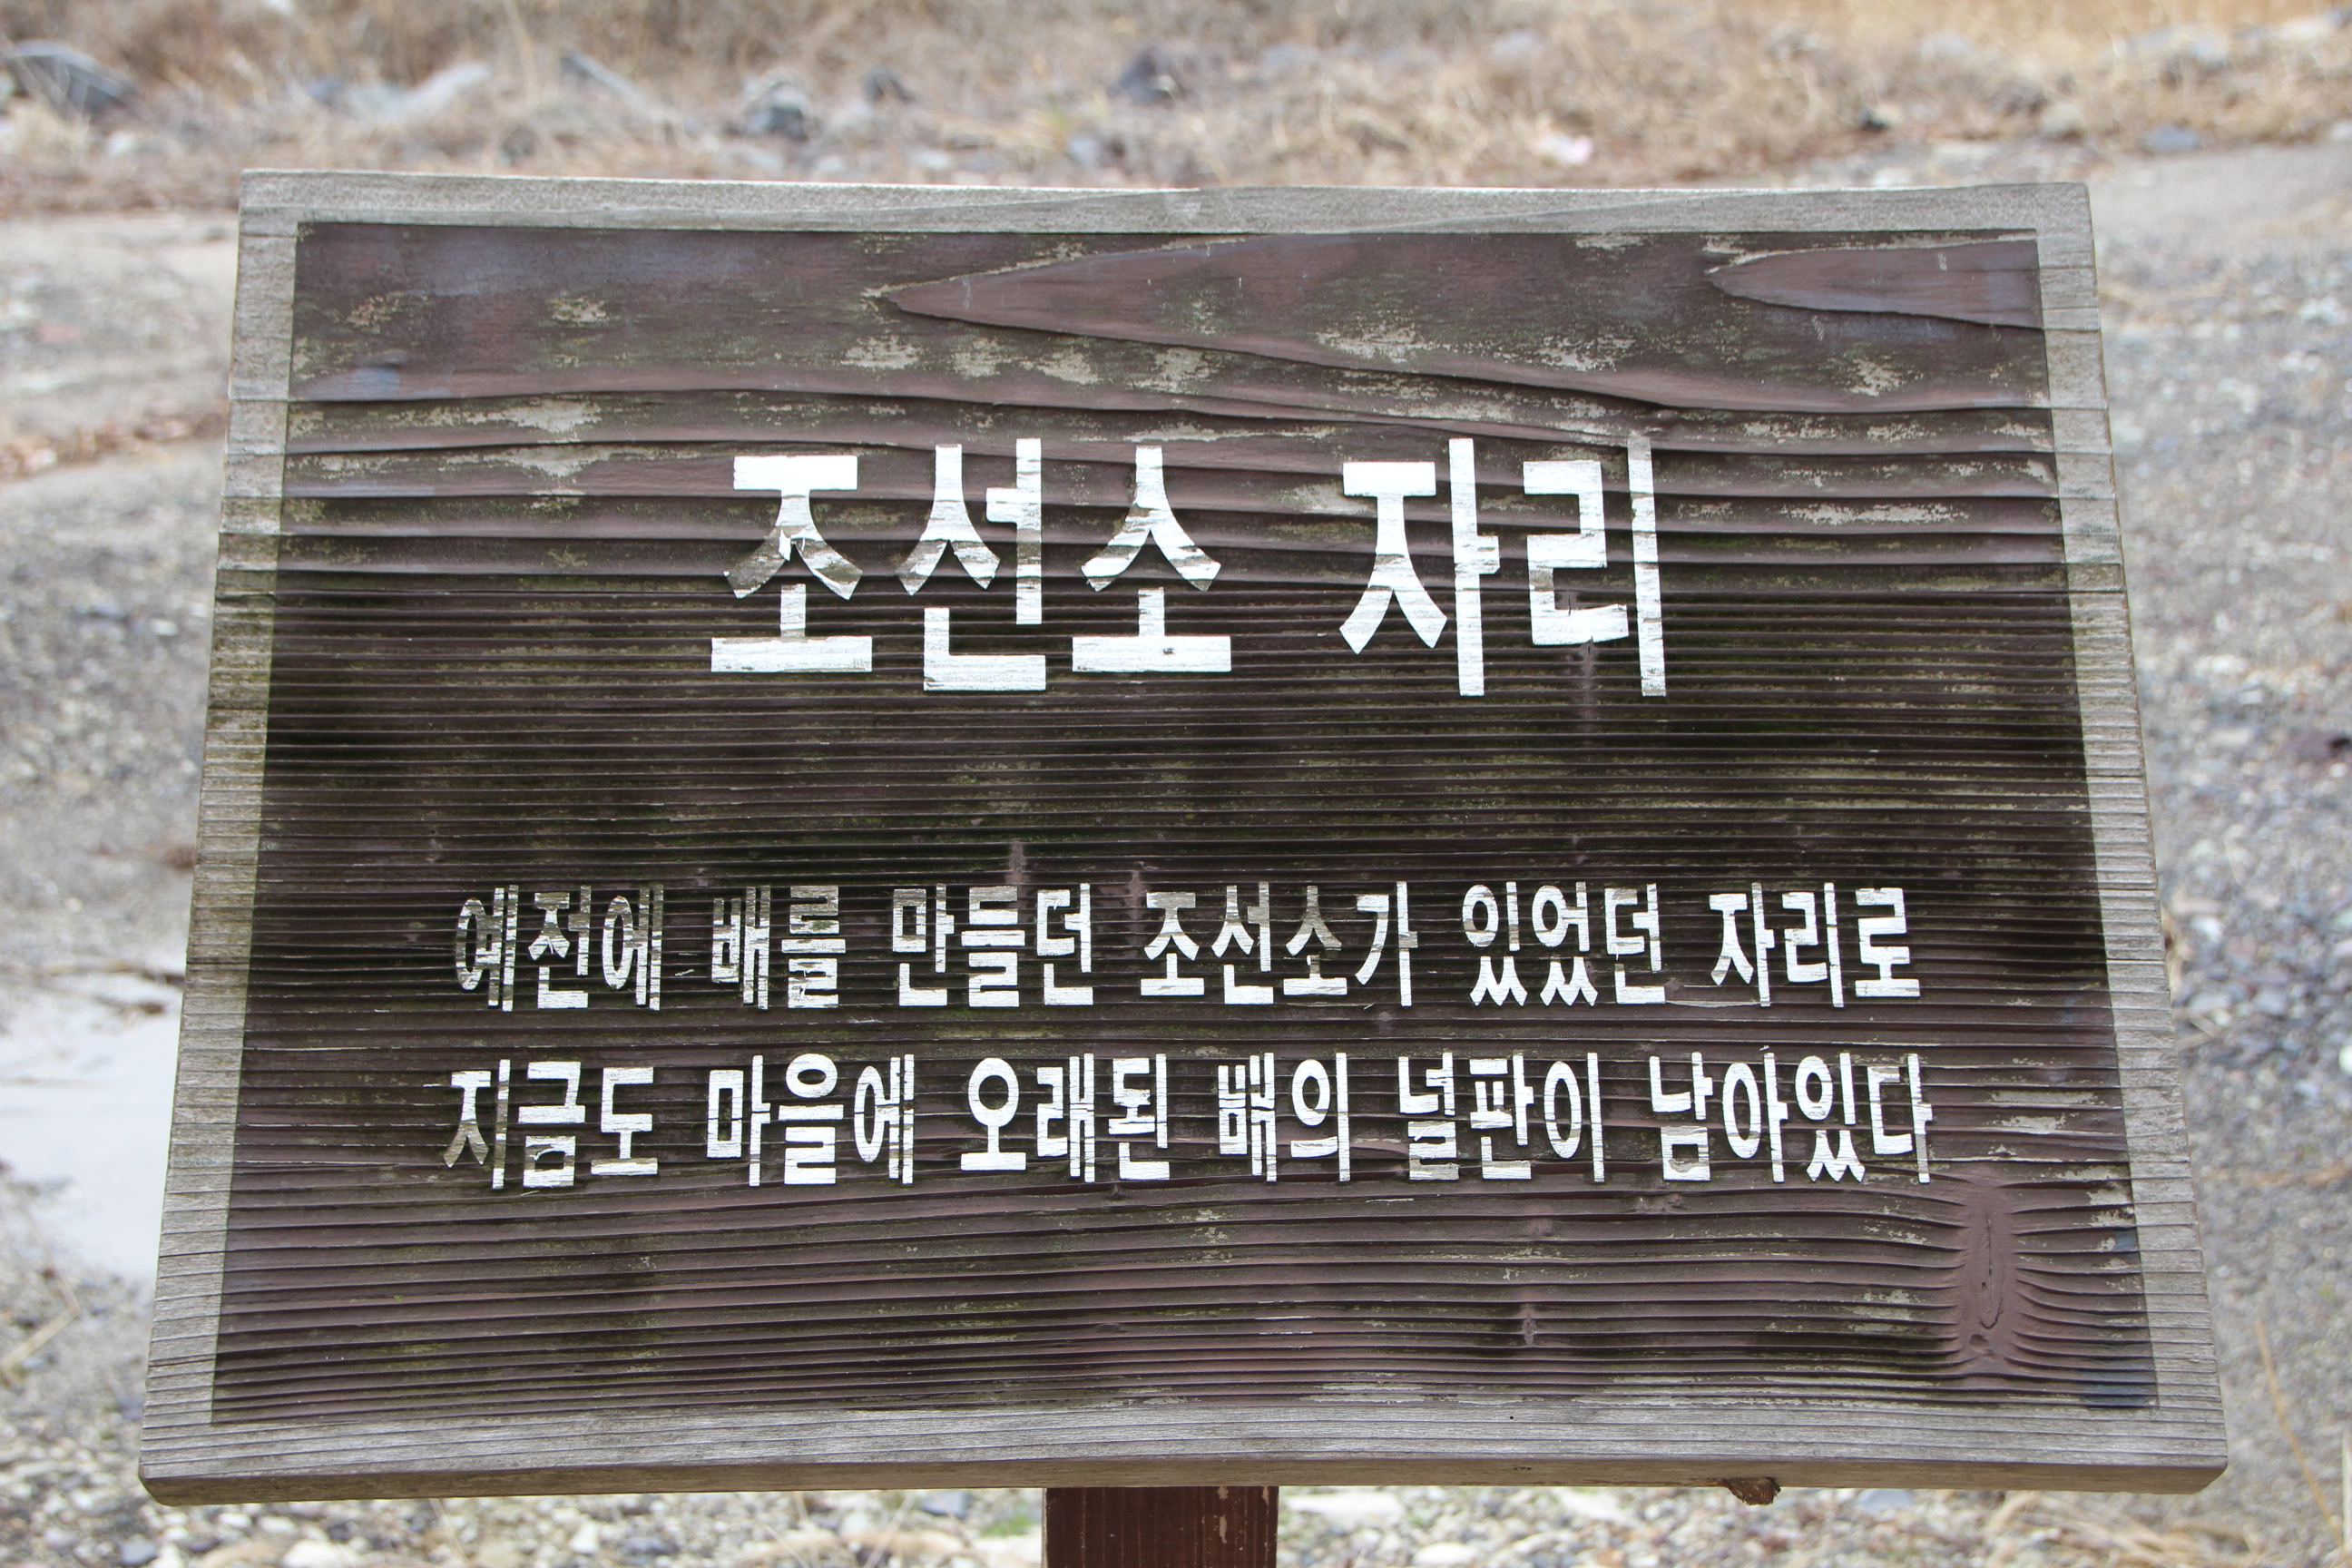 조선소 자리
예전에 배를 만들던 조선소가 있었던 자리로
지금도 마을에 오래된 배의 널판이 남아있다